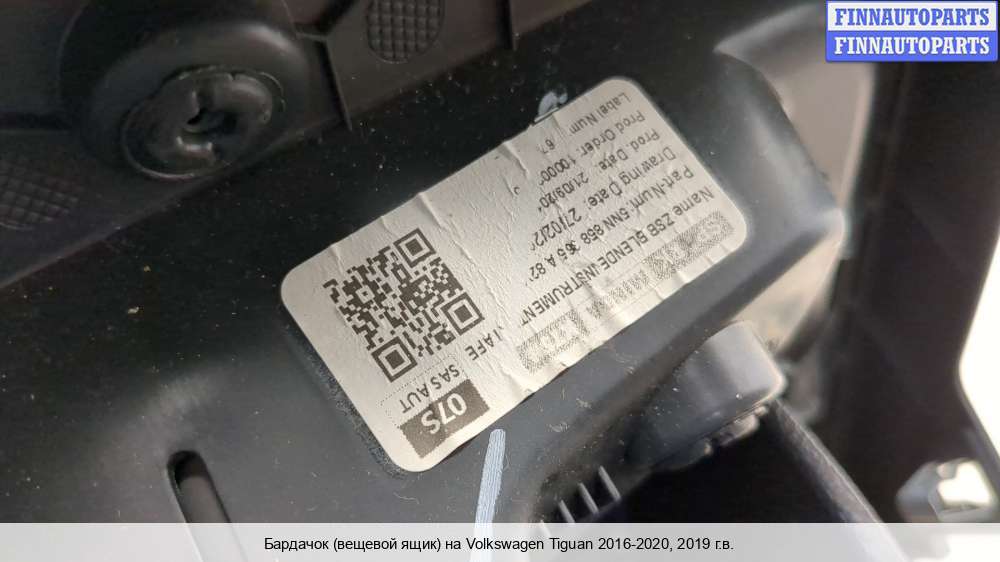 FINNAUTOPARTS
FINNAUTOPARTS
Name ZSB BLENDE INSTRUMENT
Part-Num: 5NN 858 365 A 82
Drawing Date: 27/02/2
Prod. Date: 21/09/20
Prod Order: 10000
Label Num
07S
SAS AUT
Бардачок (вещевой ящик) на Volkswagen Tiguan 2016-2020, 2019 г.в.